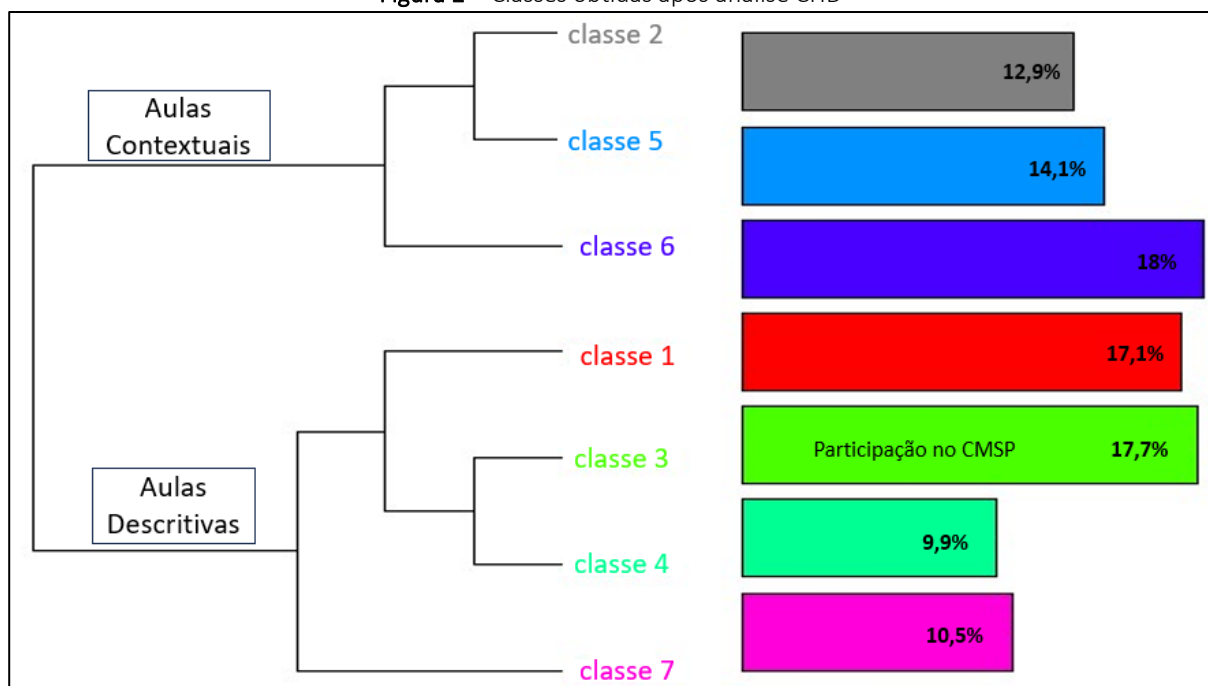 classe 2
12,9%
Aulas
Contextuais
classe 5
14,1%
classe 6
18%
classe 1
17,1%
classe 3
Participação no CMSP 17,7%
Aulas
Descritivas
classe 4
9,9%
classe 7
10,5%